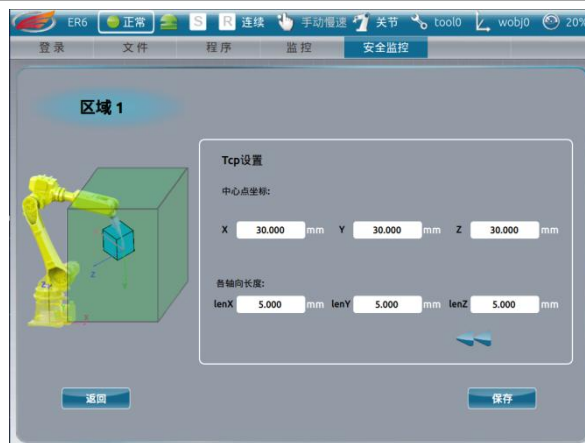 ER6 正常 S R 连续 手动慢速 关节 tool0 wobj0 20%
登录 文件 程序 监控 安全监控
区域 1
Tcp设置
中心点坐标:
X 30.000 mm Y 30.000 mm Z 30.000 mm
各轴向长度:
lenX 5.000 mm lenY 5.000 mm lenZ 5.000 mm
返回 保存